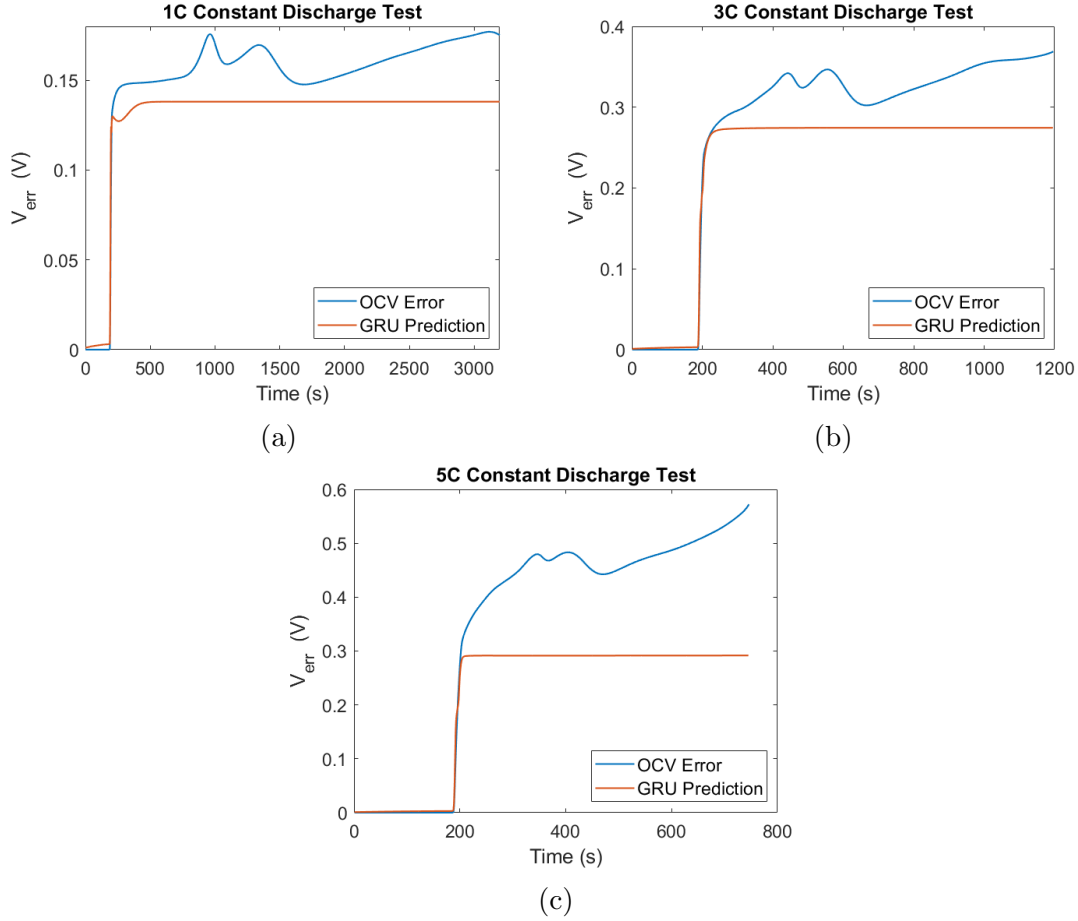 1C Constant Discharge Test
0.15
0.1
0.05
0
V_err (V)
OCV Error
GRU Prediction
0 500 1000 1500 2000 2500 3000
Time (s)
(a)
3C Constant Discharge Test
0.4
0.3
0.2
0.1
0
V_err (V)
OCV Error
GRU Prediction
0 200 400 600 800 1000 1200
Time (s)
(b)
5C Constant Discharge Test
0.6
0.5
0.4
0.3
0.2
0.1
0
V_err (V)
OCV Error
GRU Prediction
0 200 400 600 800
Time (s)
(c)